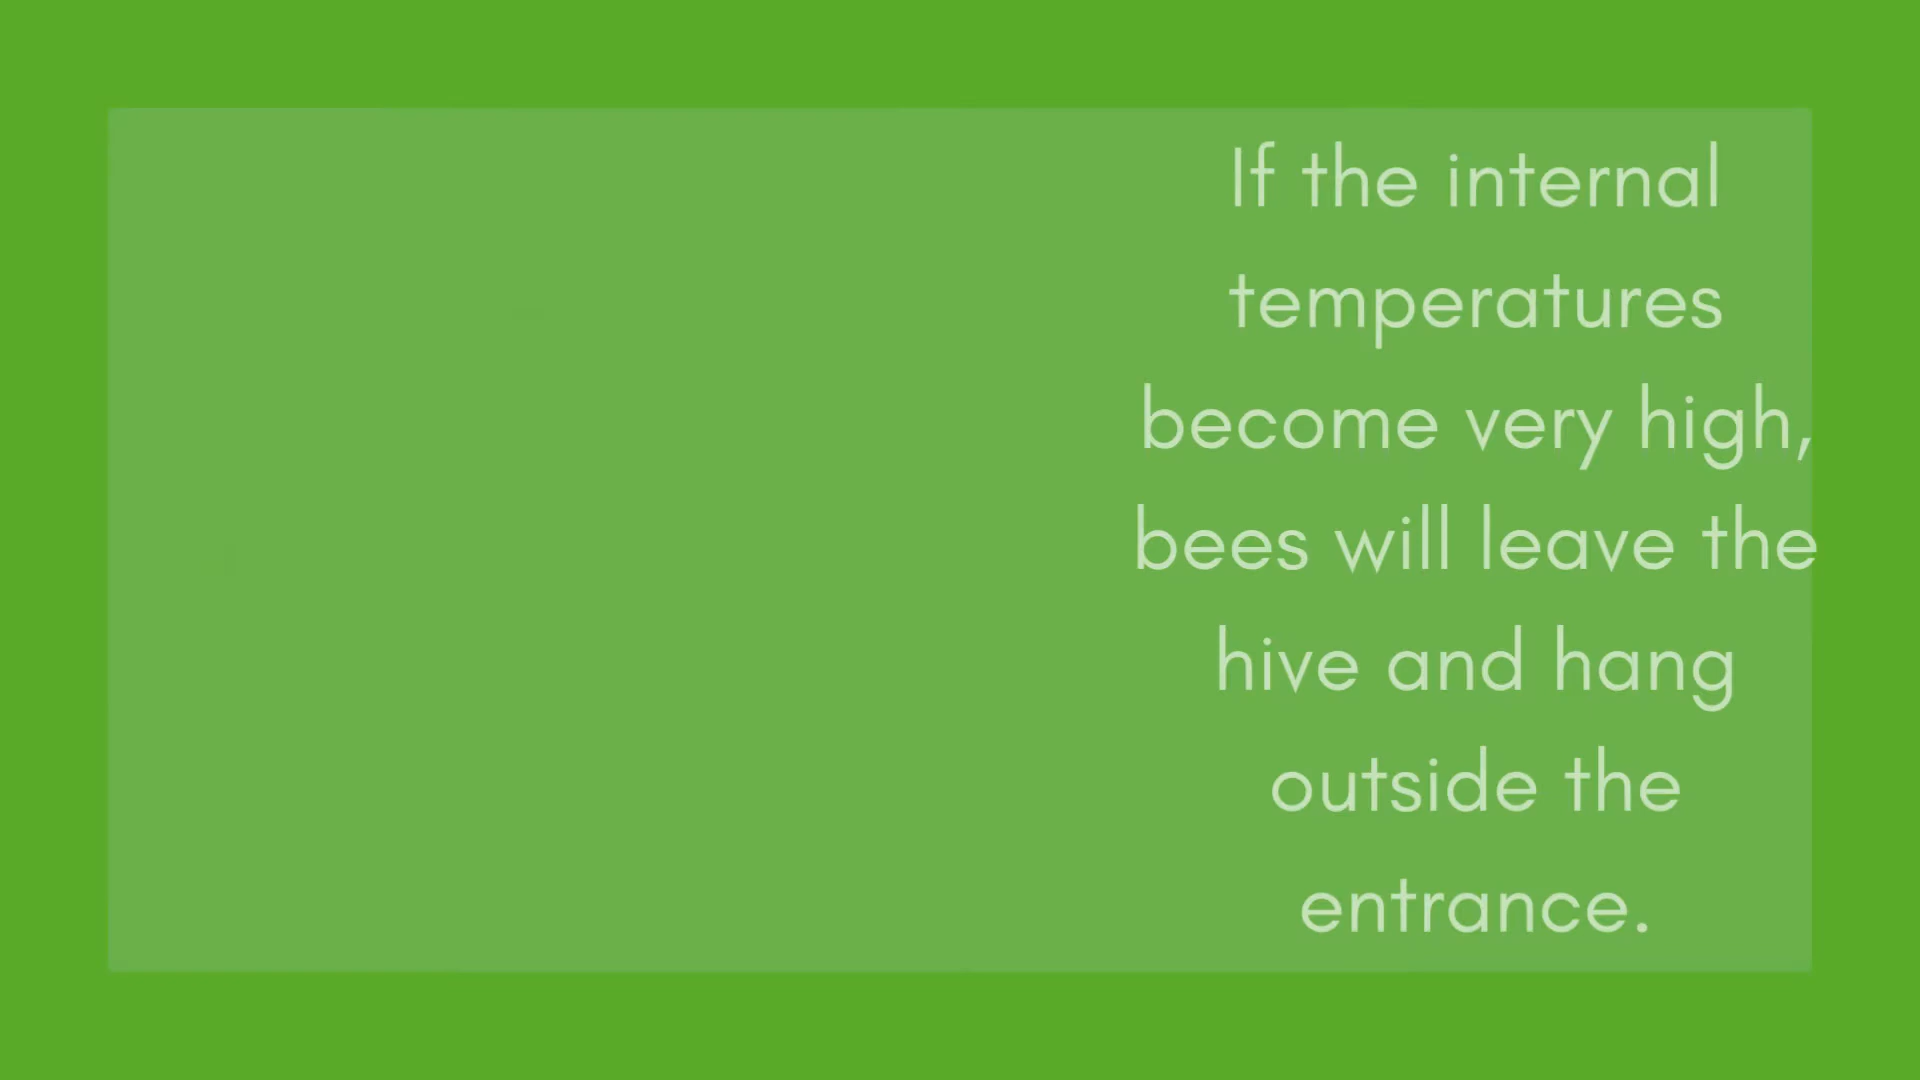 If the internal
temperatures
become very high,
bees will leave the
hive and hang
outside the
entrance.